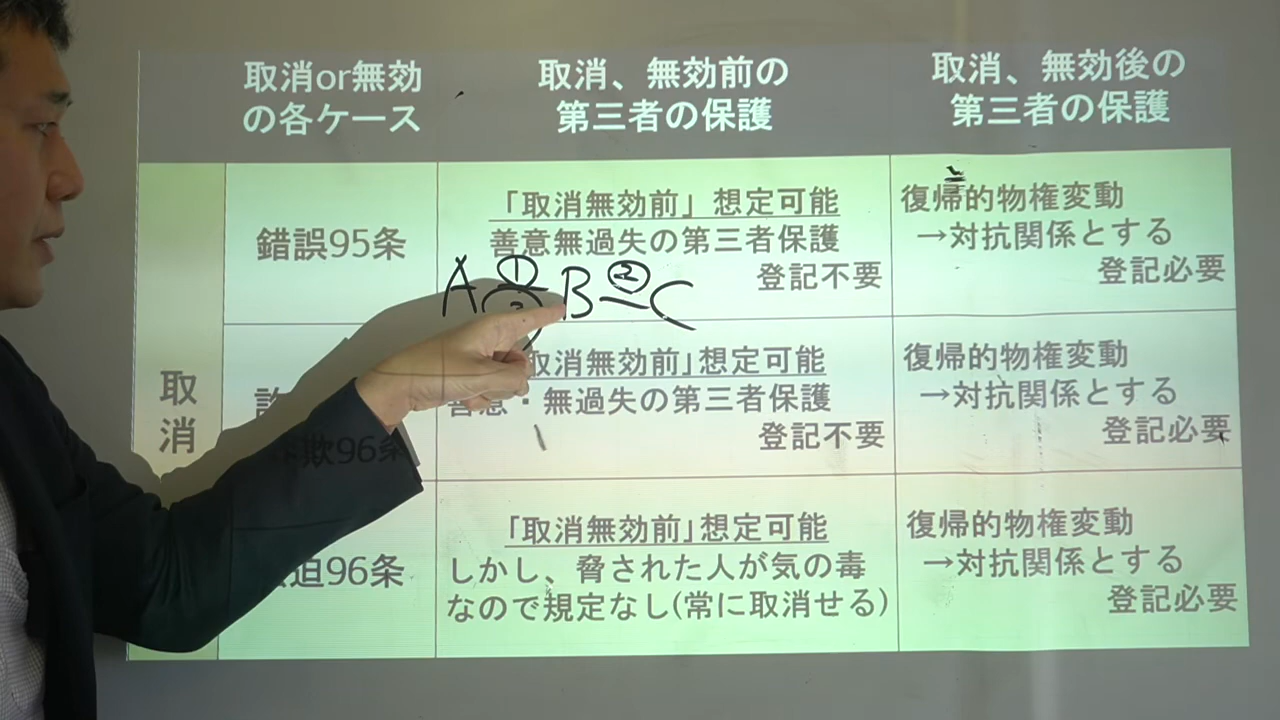 取消or無効
の各ケース
取消、無効前の
第三者の保護
取消、無効後の
第三者の保護
取消
錯誤95条
「取消無効前」想定可能
善意無過失の第三者保護
登記不要
復帰的物権変動
→対抗関係とする
登記必要
A ① B ② C
欺96条
取消無効前」想定可能
善意・無過失の第三者保護
登記不要
復帰的物権変動
→対抗関係とする
登記必要
迫96条
「取消無効前」想定可能
しかし、脅された人が気の毒
なので規定なし(常に取消せる)
復帰的物権変動
→対抗関係とする
登記必要